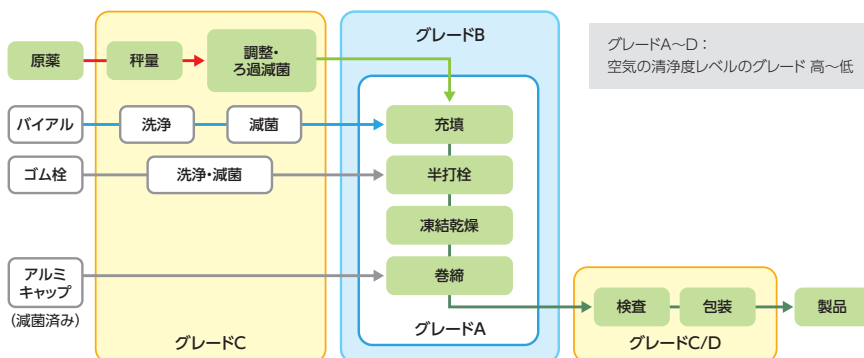 グレードB
グレードA～D：
空気の清浄度レベルのグレード 高～低
原薬
秤量
調整・
ろ過滅菌
バイアル
洗浄
滅菌
充填
ゴム栓
洗浄・滅菌
半打栓
凍結乾燥
アルミ
キャップ
(滅菌済み)
巻締
検査
包装
製品
グレードC
グレードA
グレードC/D